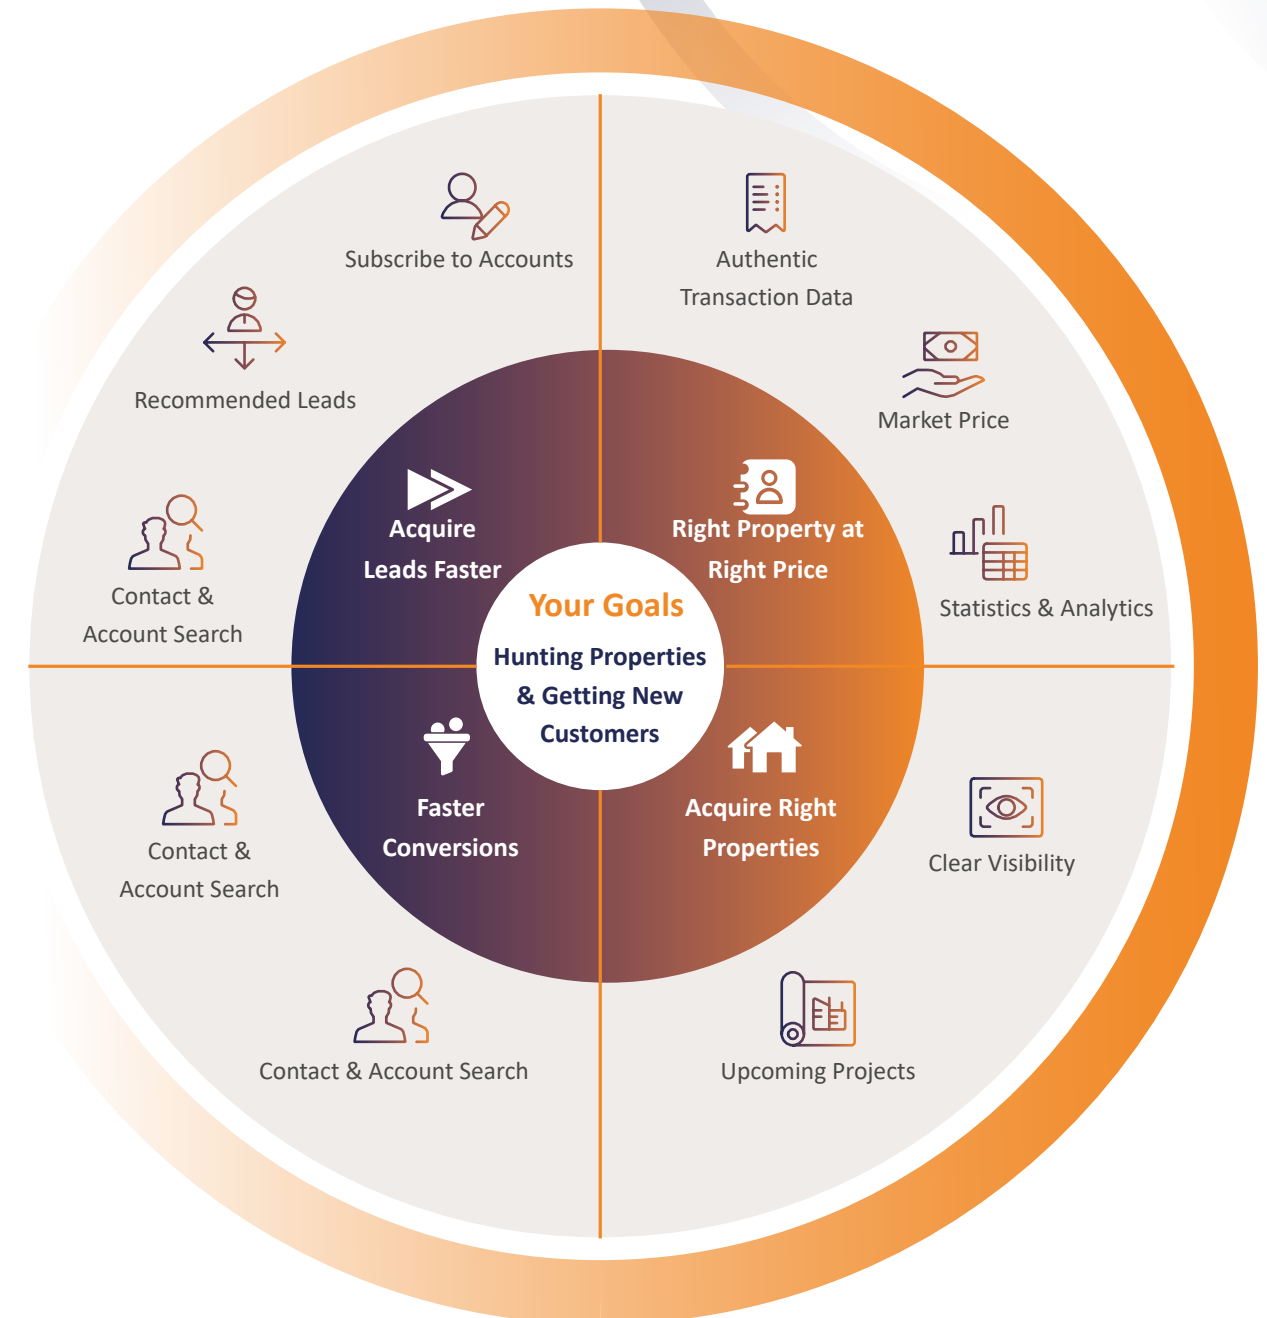 Subscribe to Accounts
Authentic
Transaction Data
Recommended Leads
Market Price
Contact &
Account Search
Statistics & Analytics
Acquire
Leads Faster
Right Property at
Right Price
Your Goals
Hunting Properties
& Getting New
Customers
Faster
Conversions
Acquire Right
Properties
Contact &
Account Search
Clear Visibility
Contact & Account Search
Upcoming Projects